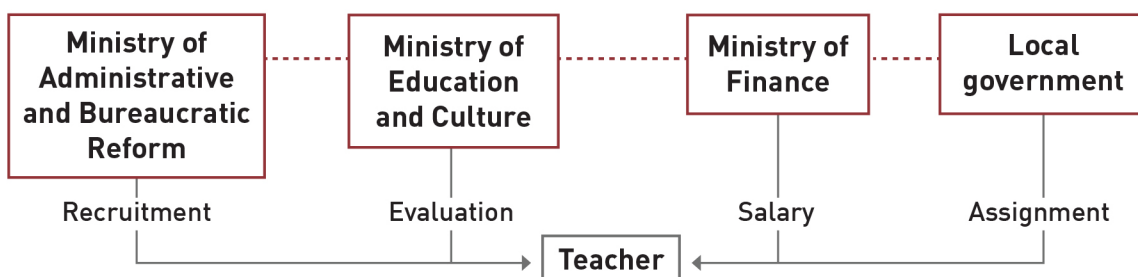 Ministry of
Administrative
and Bureaucratic
Reform
Ministry of
Education
and Culture
Ministry of
Finance
Local
government
Recruitment
Evaluation
Salary
Assignment
Teacher